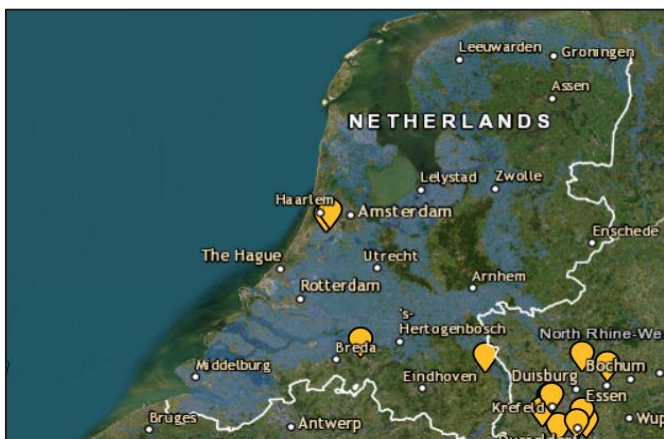 Leeuwarden
Groningen
Assen
NETHERLANDS
Lelystad
Zwolle
Haarlem
Amsterdam
Enschede
The Hague
Utrecht
Arnhem
Rotterdam
's-
Hertogenbosch
North Rhine-We
Breda
Bochum
Middelburg
Eindhoven
Duisburg
Essen
Krefeld
Bruges
Antwerp
Wup